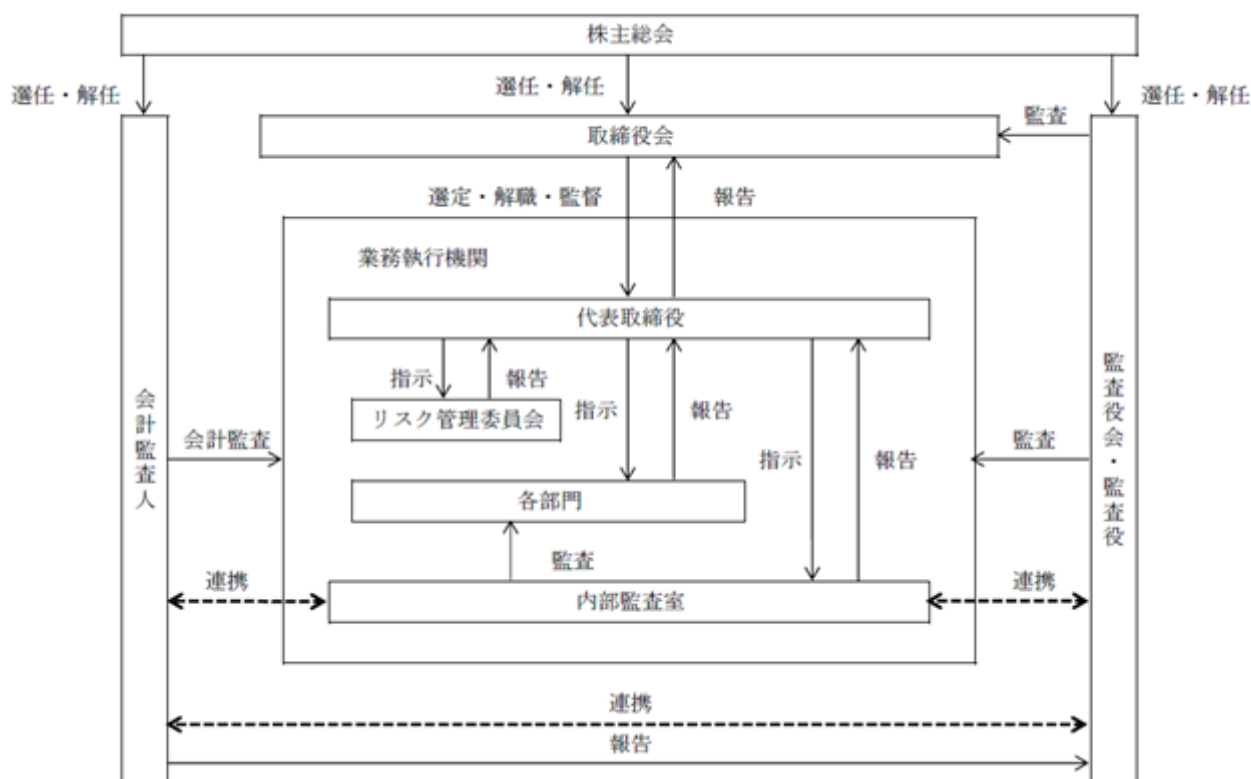 株主総会
選任・解任
選任・解任
選任・解任
監査
取締役会
選定・解職・監督
報告
業務執行機関
代表取締役
指示
報告
リスク管理委員会
指示
報告
会計監査人
会計監査
監査
監査役会・監査役
指示
報告
各部門
監査
連携
内部監査室
連携
連携
報告